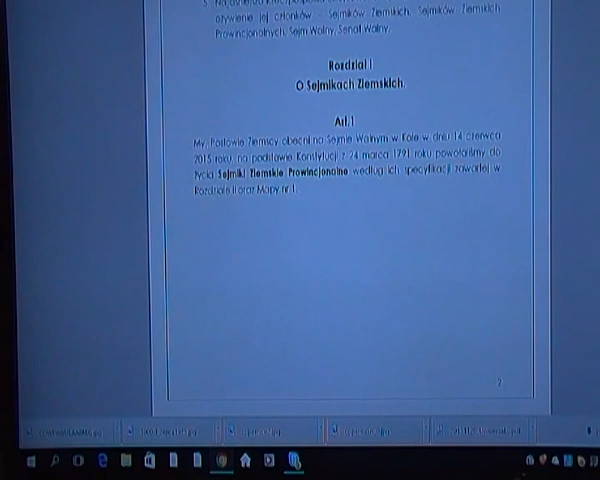 ożywienie jej członków - Sejmików Ziemskich, Sejmików Ziemskich
Prowincjonalnych, Sejm Walny, Senat Walny.
Rozdział I
O Sejmikach Ziemskich.
Art.1
My, Posłowie Ziemscy obecni na Sejmie Walnym w Kole w dniu 14 czerwca
2015 roku, na podstawie Konstytucji z 24 marca 1791 roku powołaliśmy do
życia Sejmiki Ziemskie Prowincjonalne według ich specyfikacji zawartej w
Rozdziale II oraz Mapy nr 1.
2